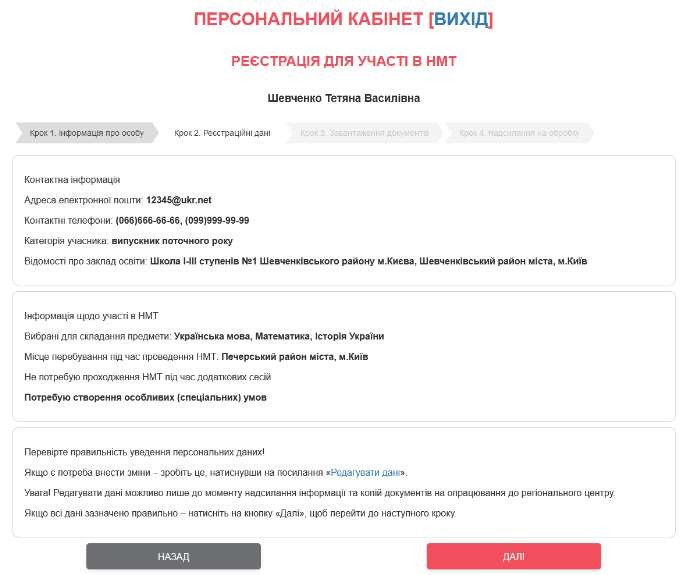 ПЕРСОНАЛЬНИЙ КАБІНЕТ [ВИХІД]
РЕЄСТРАЦІЯ ДЛЯ УЧАСТІ В НМТ
Шевченко Тетяна Василівна
Крок 1. Інформація про особу
Крок 2. Реєстраційні дані
Крок 3. Завантаження документів
Крок 4. Надсилання на обробку
Контактна інформація
Адреса електронної пошти: 12345@ukr.net
Контактні телефони: (066)666-66-66, (099)999-99-99
Категорія учасника: випускник поточного року
Відомості про заклад освіти: Школа І-ІІІ ступенів №1 Шевченківського району м.Києва, Шевченківський район міста, м.Київ
Інформація щодо участі в НМТ
Вибрані для складання предмети: Українська мова, Математика, Історія України
Місце перебування під час проведення НМТ: Печерський район міста, м.Київ
Не потребую проходження НМТ під час додаткових сесій
Потребую створення особливих (спеціальних) умов
Перевірте правильність уведення персональних даних!
Якщо є потреба внести зміни – зробіть це, натиснувши на посилання «Редагувати дані».
Увага! Редагувати дані можливо лише до моменту надсилання інформації та копій документів на опрацювання до регіонального центру.
Якщо всі дані зазначено правильно – натисніть на кнопку «Далі», щоб перейти до наступного кроку.
НАЗАД
ДАЛІ